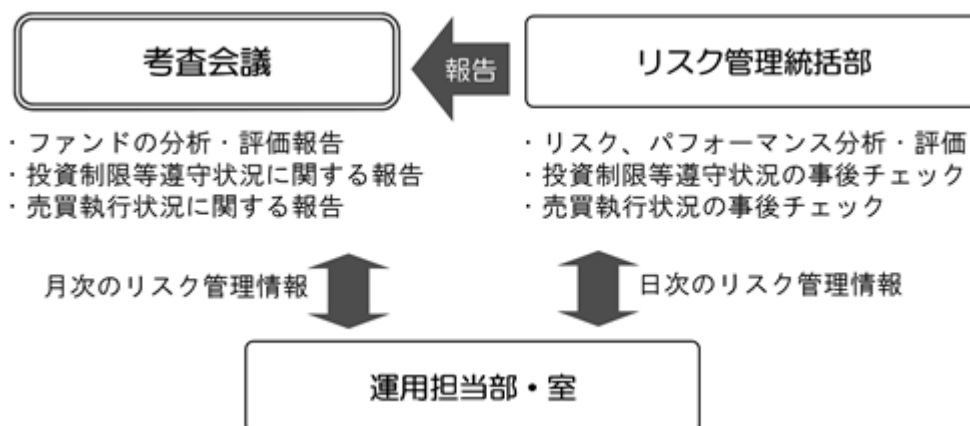 考査会議
報告
リスク管理統括部
・ファンドの分析・評価報告
・投資制限等遵守状況に関する報告
・売買執行状況に関する報告
・リスク、パフォーマンス分析・評価
・投資制限等遵守状況の事後チェック
・売買執行状況の事後チェック
月次のリスク管理情報
日次のリスク管理情報
運用担当部・室